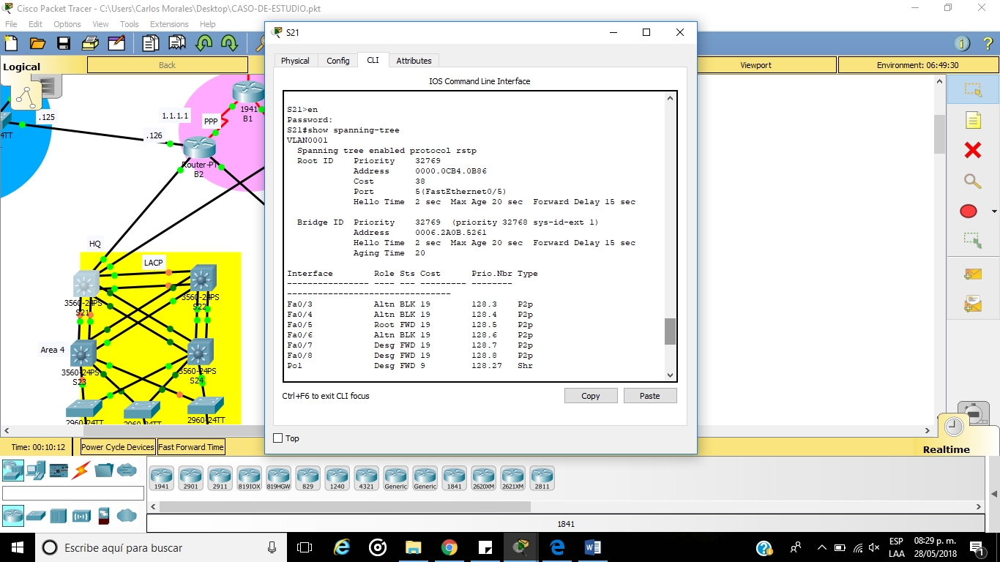 Cisco Packet Tracer - C:\Users\Carlos Morales\Desktop\CASO-DE-ESTUDIO.pkt
File Edit Options View Tools Extensions Help
Logical
Back
Viewport
Environment: 06:49:30
S21
Physical Config CLI Attributes
IOS Command Line Interface
S21>en
Password:
S21#show spanning-tree
VLAN0001
Spanning tree enabled protocol rstp
Root ID Priority 32769
Address 0000.0CB4.0B86
Cost 38
Port 5(FastEthernet0/5)
Hello Time 2 sec Max Age 20 sec Forward Delay 15 sec
Bridge ID Priority 32769 (priority 32768 sys-id-ext 1)
Address 0006.2A0B.5261
Hello Time 2 sec Max Age 20 sec Forward Delay 15 sec
Aging Time 20
Interface Role Sts Cost Prio.Nbr Type
---------------- ---- --- --------- --------
--------------------------------
Fa0/3 Altn BLK 19 128.3 P2p
Fa0/4 Altn BLK 19 128.4 P2p
Fa0/5 Root FWD 19 128.5 P2p
Fa0/6 Altn BLK 19 128.6 P2p
Fa0/7 Desg FWD 19 128.7 P2p
Fa0/8 Desg FWD 19 128.8 P2p
Po1 Desg FWD 9 128.27 Shr
Ctrl+F6 to exit CLI focus
Copy
Paste
Top
.125
1.1.1.1
PPP
1941
B1
.126
Router-PT
B2
HQ
LACP
3560-24PS
S21
3560-24PS
S22
Area 4
3560-24PS
S23
3560-24PS
S24
2960-24TT
2960-24TT
2960-24TT
Time: 00:10:12
Power Cycle Devices
Fast Forward Time
Realtime
1941 2901 2911 819IOX 819HGW 829 1240 4321 Generic Generic 1841 2620XM 2621XM 2811
1841
Escribe aquí para buscar
ESP
LAA
08:29 p. m.
28/05/2018
1